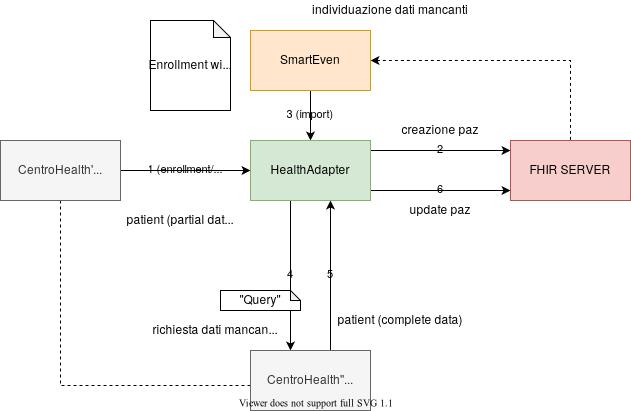 individuazione dati mancanti
Enrollment wi...
SmartEven
3 (import)
creazione paz
CentroHealth'...
1 (enrollment/...
HealthAdapter
2
FHIR SERVER
6
patient (partial dat...
update paz
4
5
"Query"
richiesta dati mancan...
patient (complete data)
CentroHealth"...
Viewer does not support full SVG 1.1